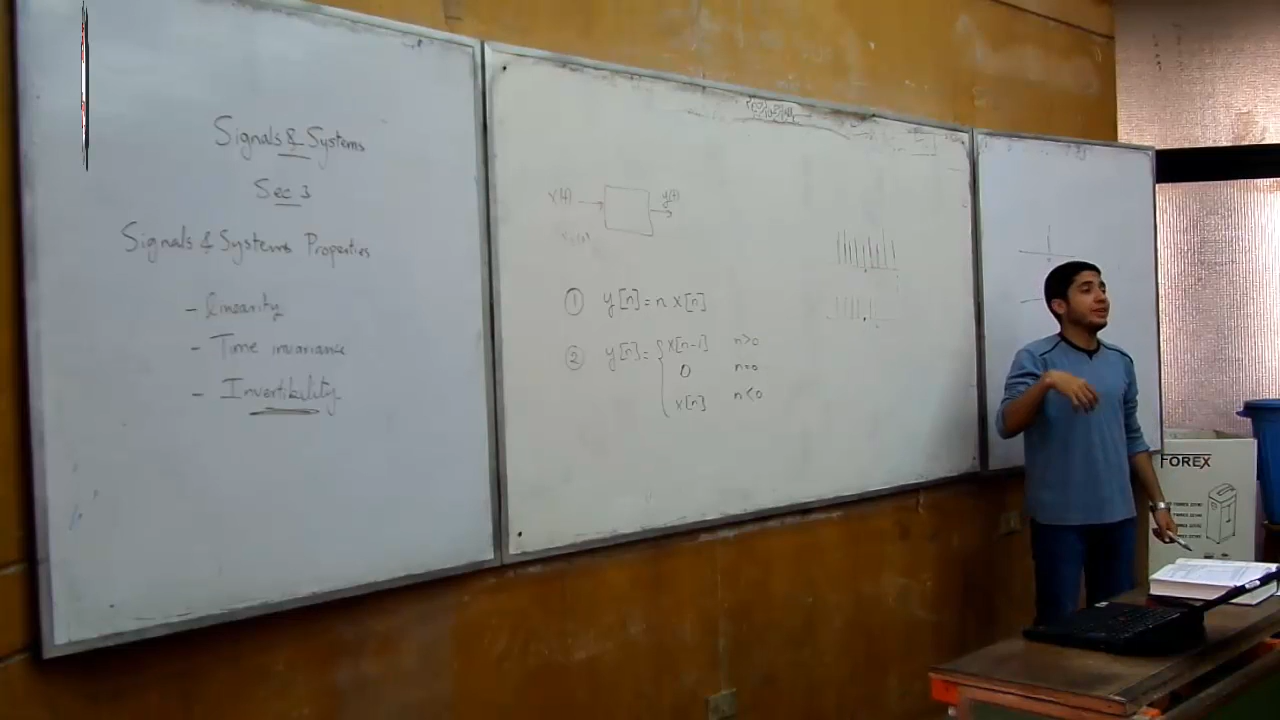 Signals & Systems
Sec 3
Signals & Systems Properties
- linearity
- Time invariance
- Invertibility
x(t) y(t)
① y[n] = n x[n]
② y[n] = { x[n-1] n>0
0 n=0
x[n] n<0
FOREX